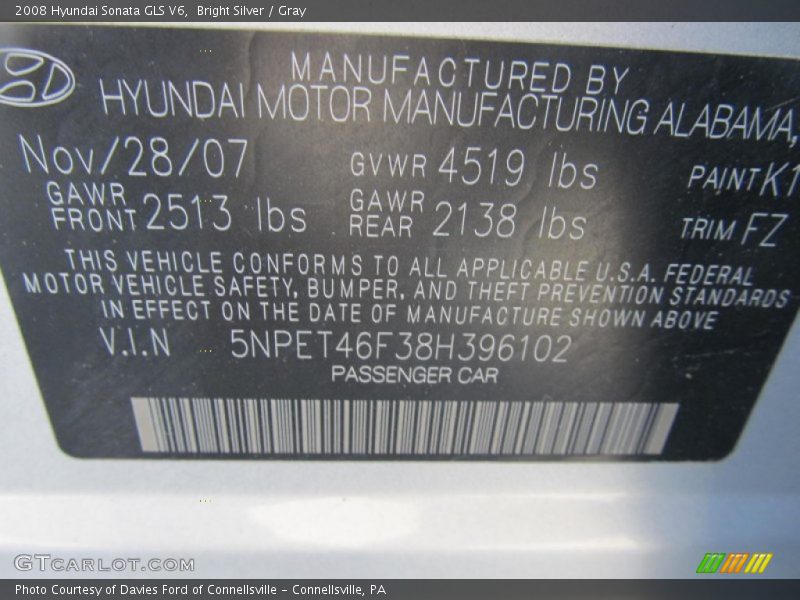 2008 Hyundai Sonata GLS V6,  Bright Silver / Gray
MANUFACTURED BY
HYUNDAI MOTOR MANUFACTURING ALABAMA,
Nov/28/07 GVWR 4519 lbs PAINT K1
GAWR FRONT 2513 lbs GAWR REAR 2138 lbs TRIM FZ
THIS VEHICLE CONFORMS TO ALL APPLICABLE U.S.A. FEDERAL
MOTOR VEHICLE SAFETY, BUMPER, AND THEFT PREVENTION STANDARDS
IN EFFECT ON THE DATE OF MANUFACTURE SHOWN ABOVE
V.I.N 5NPET46F38H396102
PASSENGER CAR
GTCARLOT.COM
Photo Courtesy of Davies Ford of Connellsville – Connellsville, PA